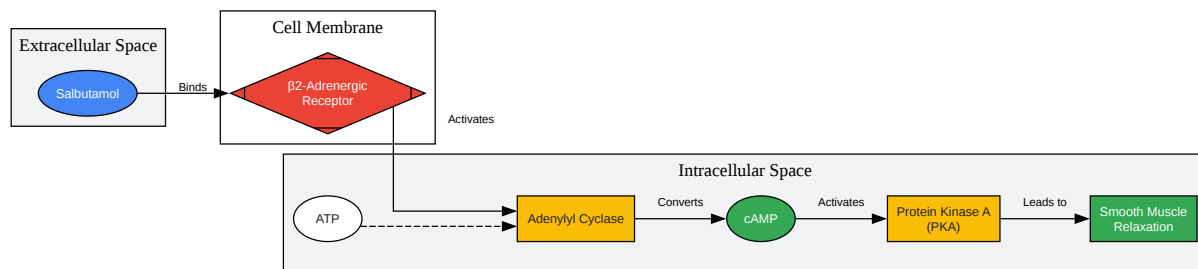 Cell Membrane
Extracellular Space
Salbutamol
Binds
β2-Adrenergic
Receptor
Activates
Intracellular Space
ATP
Adenylyl Cyclase
Converts
cAMP
Activates
Protein Kinase A
(PKA)
Leads to
Smooth Muscle
Relaxation